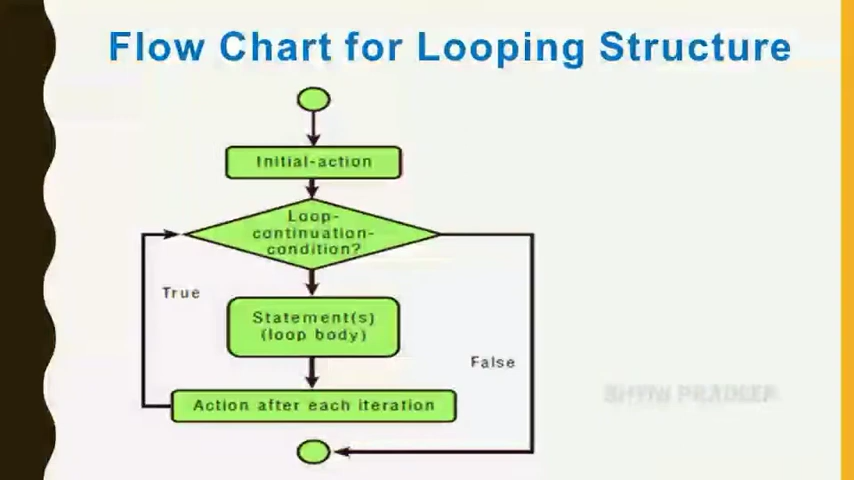 Flow Chart for Looping Structure
Initial-action
Loop-
continuation-
condition?
True
Statement(s)
(loop body)
False
Action after each iteration